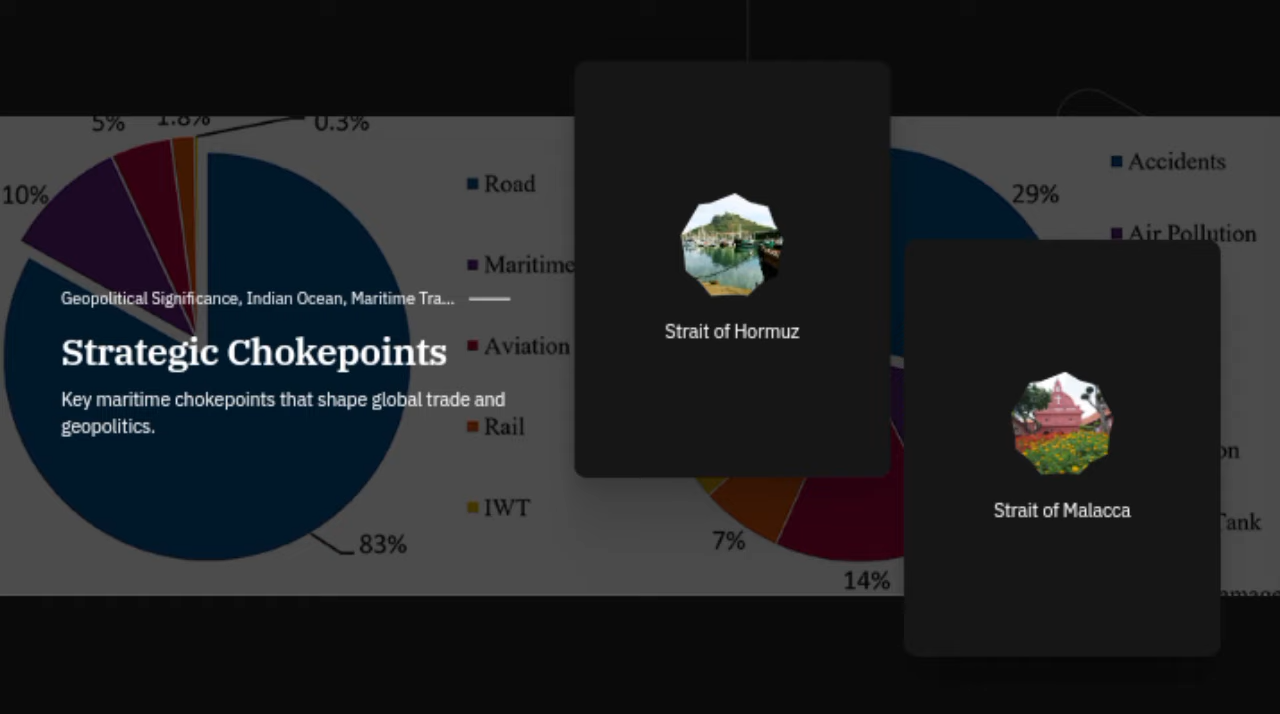 5%
1.8%
0.3%
10%
Road
Maritime
Aviation
Rail
IWT
83%
Geopolitical Significance, Indian Ocean, Maritime Tra...
Strategic Chokepoints
Key maritime chokepoints that shape global trade and
geopolitics.
Strait of Hormuz
Accidents
29%
Air Pollution
Strait of Malacca
7%
14%
on
Tank